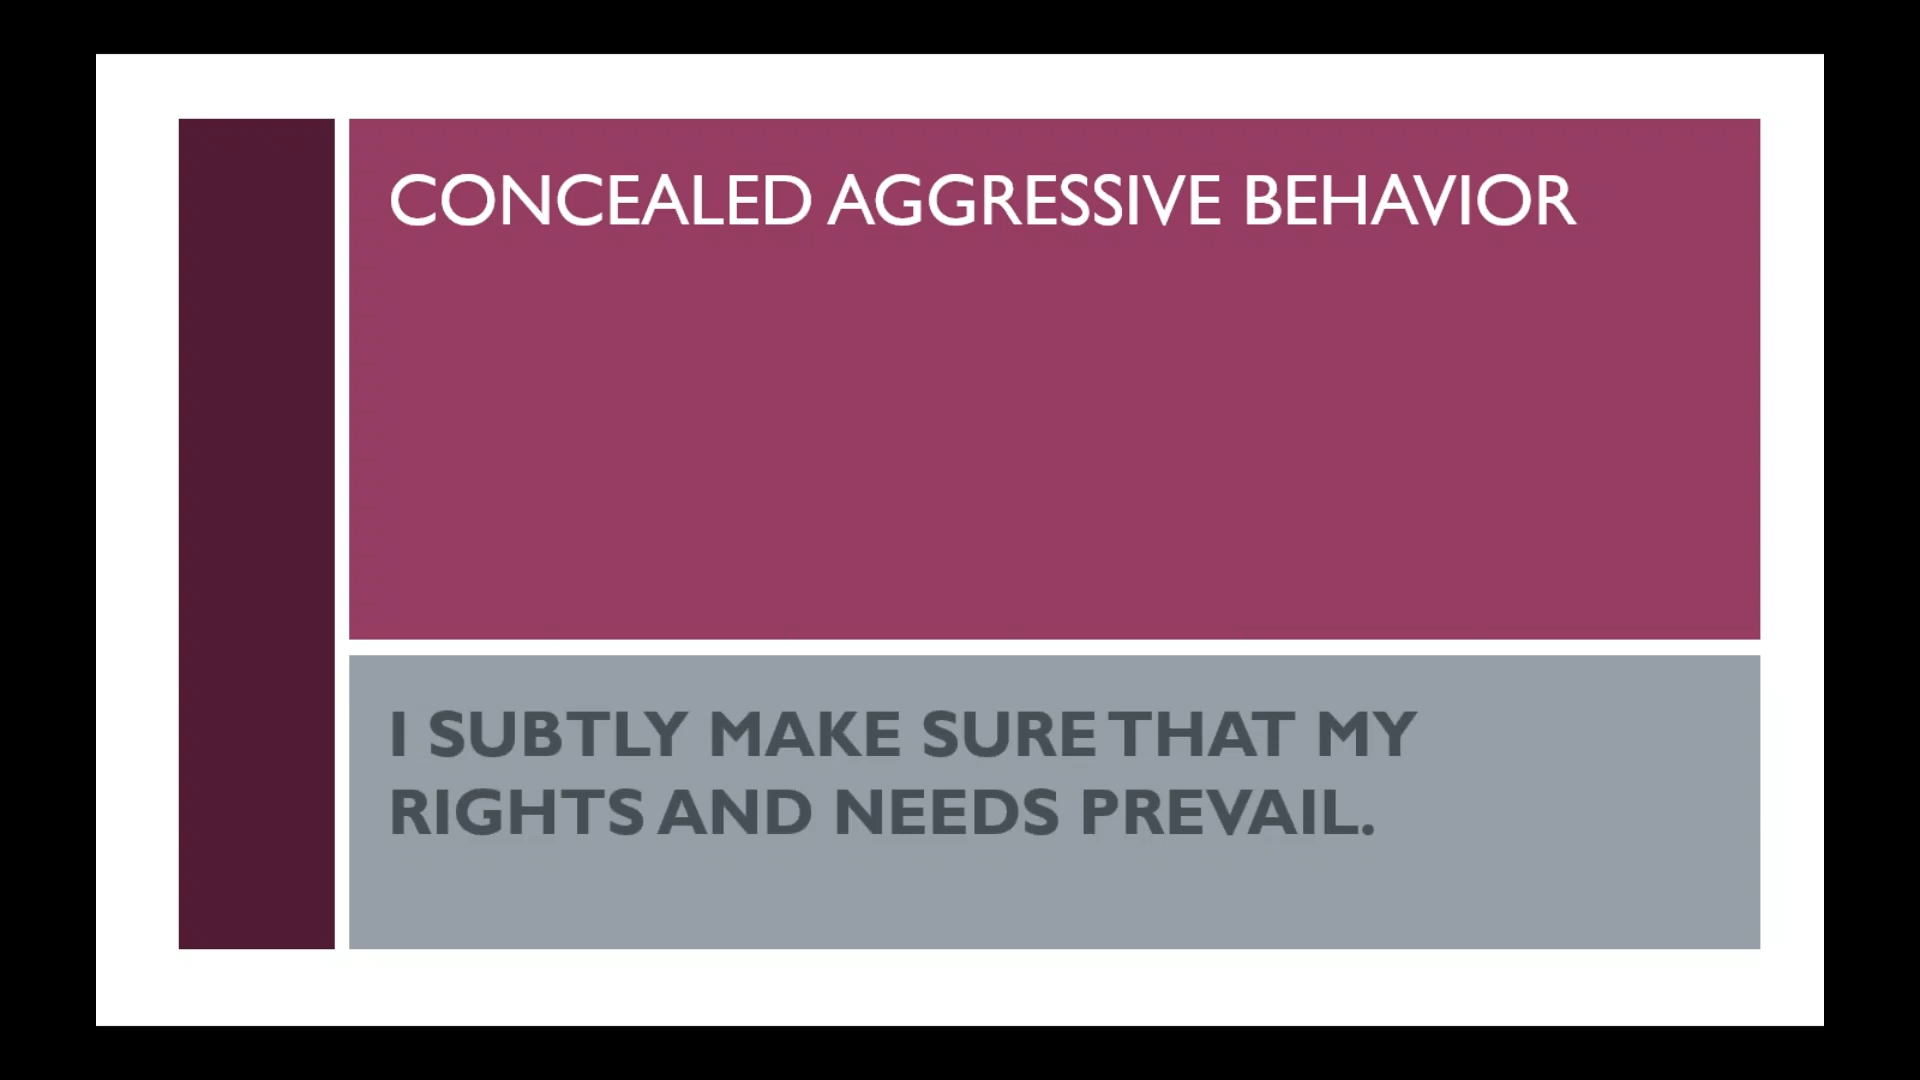 CONCEALED AGGRESSIVE BEHAVIOR
I SUBTLY MAKE SURE THAT MY
RIGHTS AND NEEDS PREVAIL.